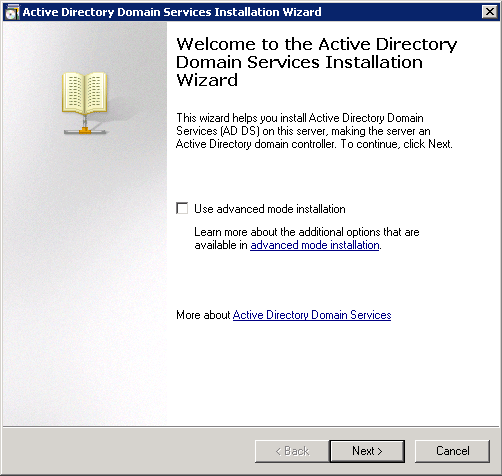 Active Directory Domain Services Installation Wizard
Welcome to the Active Directory
Domain Services Installation
Wizard
This wizard helps you install Active Directory Domain
Services (AD DS) on this server, making the server an
Active Directory domain controller. To continue, click Next.
Use advanced mode installation
Learn more about the additional options that are
available in advanced mode installation.
More about Active Directory Domain Services
< Back
Next >
Cancel